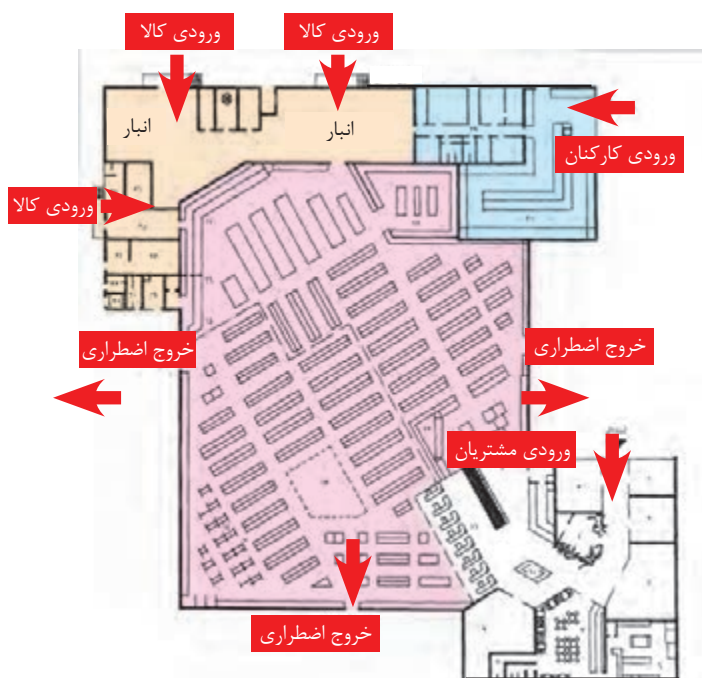 ورودی کالا
ورودی کالا
انبار
انبار
ورودی کارکنان
ورودی کالا
خروج اضطراری
خروج اضطراری
ورودی مشتریان
خروج اضطراری